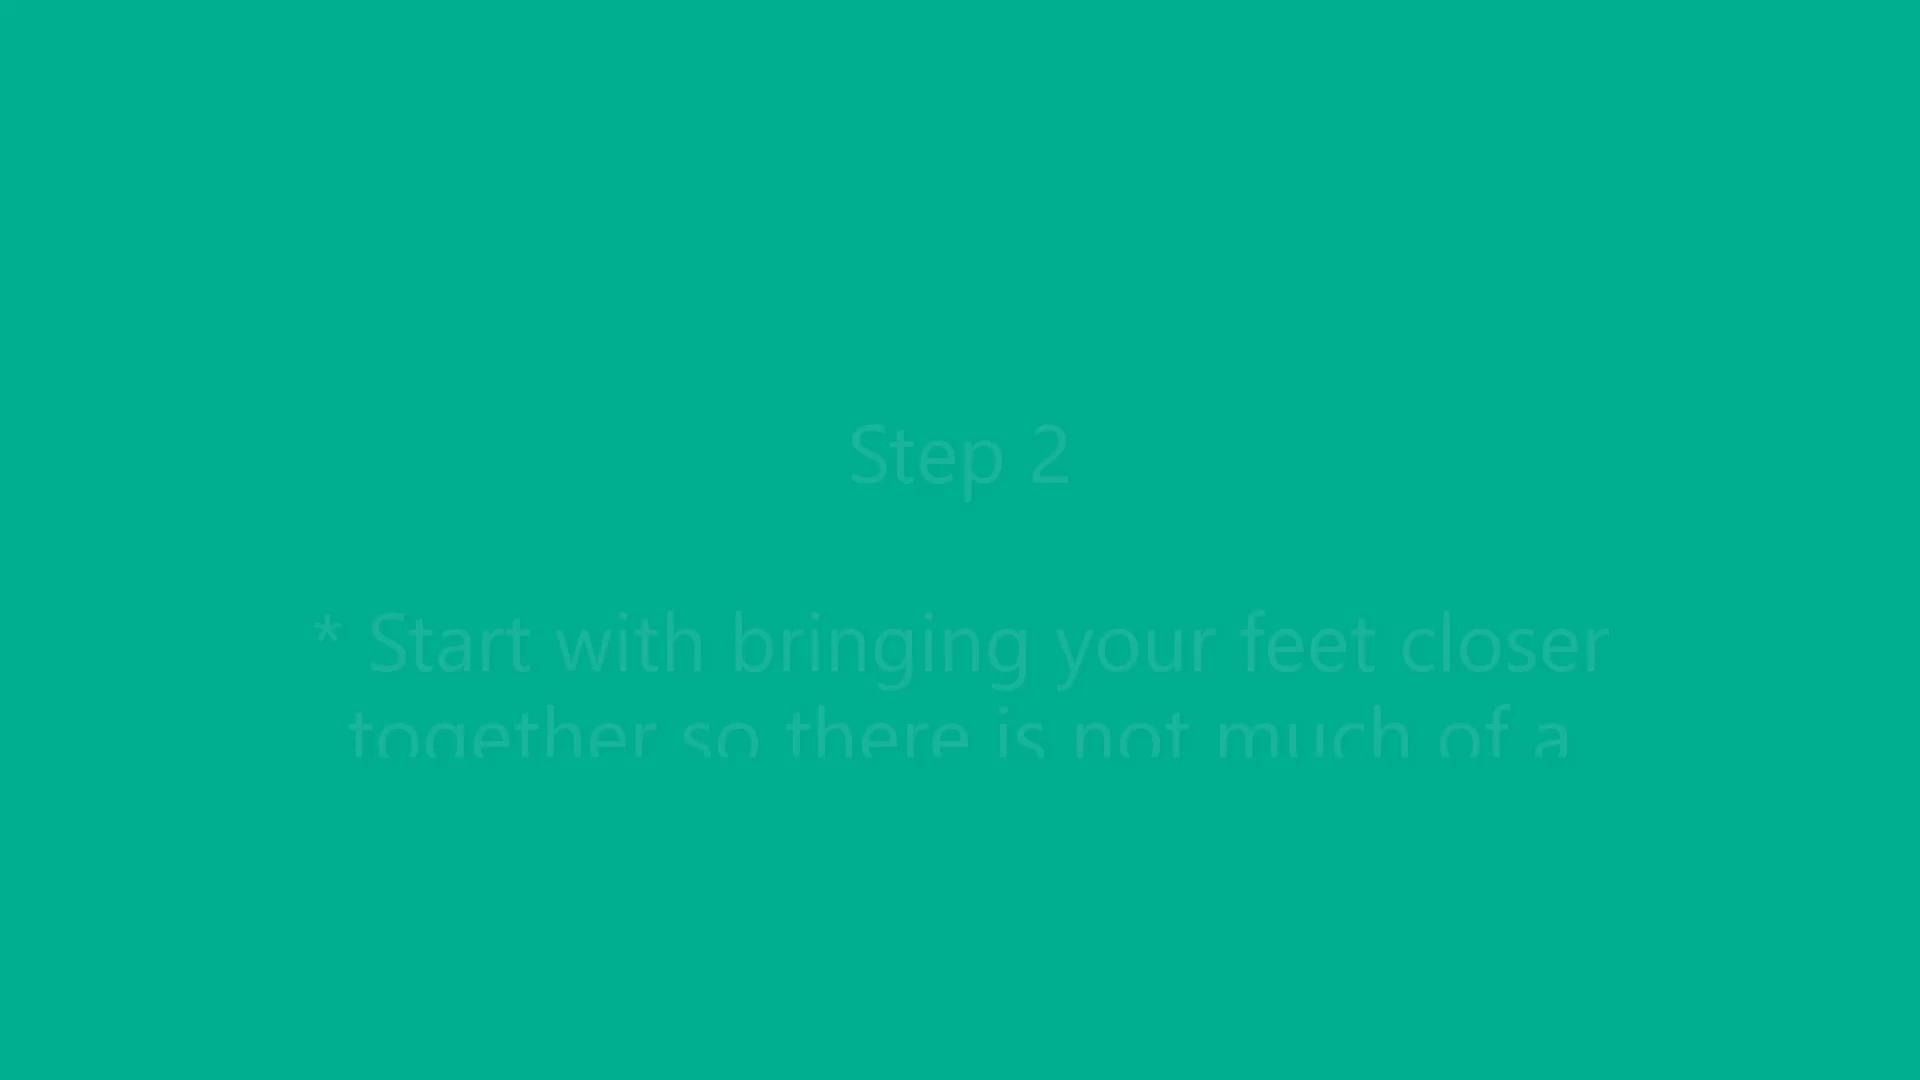 Step 2
* Start with bringing your feet closer
together so there is not much of a